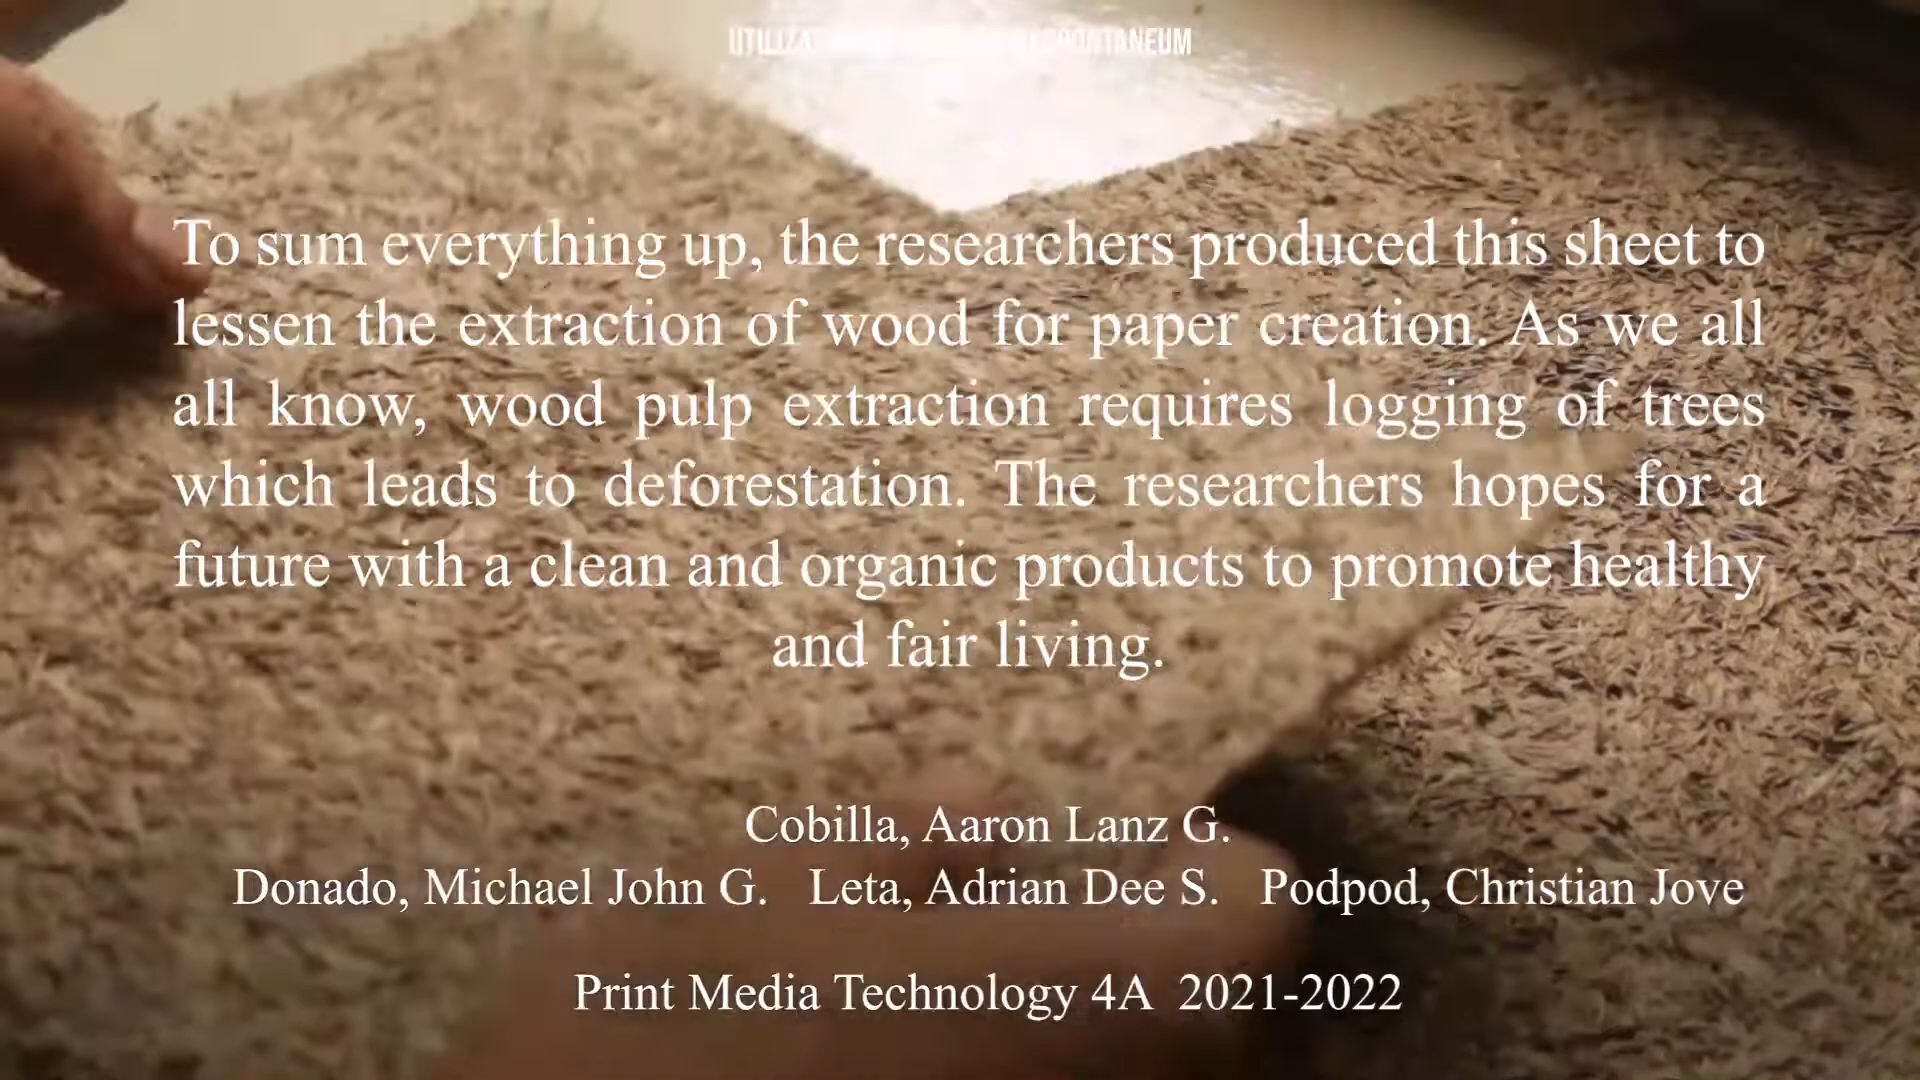 SPONTANEUM
To sum everything up, the researchers produced this sheet to
lessen the extraction of wood for paper creation. As we all
all know, wood pulp extraction requires logging of trees
which leads to deforestation. The researchers hopes for a
future with a clean and organic products to promote healthy
and fair living.
Cobilla, Aaron Lanz G.
Donado, Michael John G. Leta, Adrian Dee S. Podpod, Christian Jove
Print Media Technology 4A 2021-2022